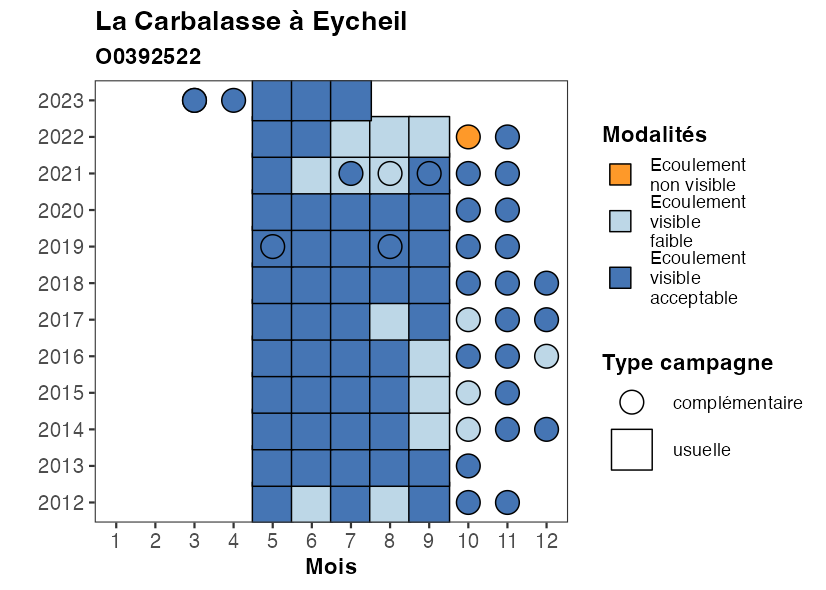 La Carbalasse à Eycheil
O0392522
2023
2022
2021
2020
2019
2018
2017
2016
2015
2014
2013
2012
1 2 3 4 5 6 7 8 9 10 11 12
Mois
Modalités
Ecoulement
non visible
Ecoulement
visible
faible
Ecoulement
visible
acceptable
Type campagne
complémentaire
usuelle